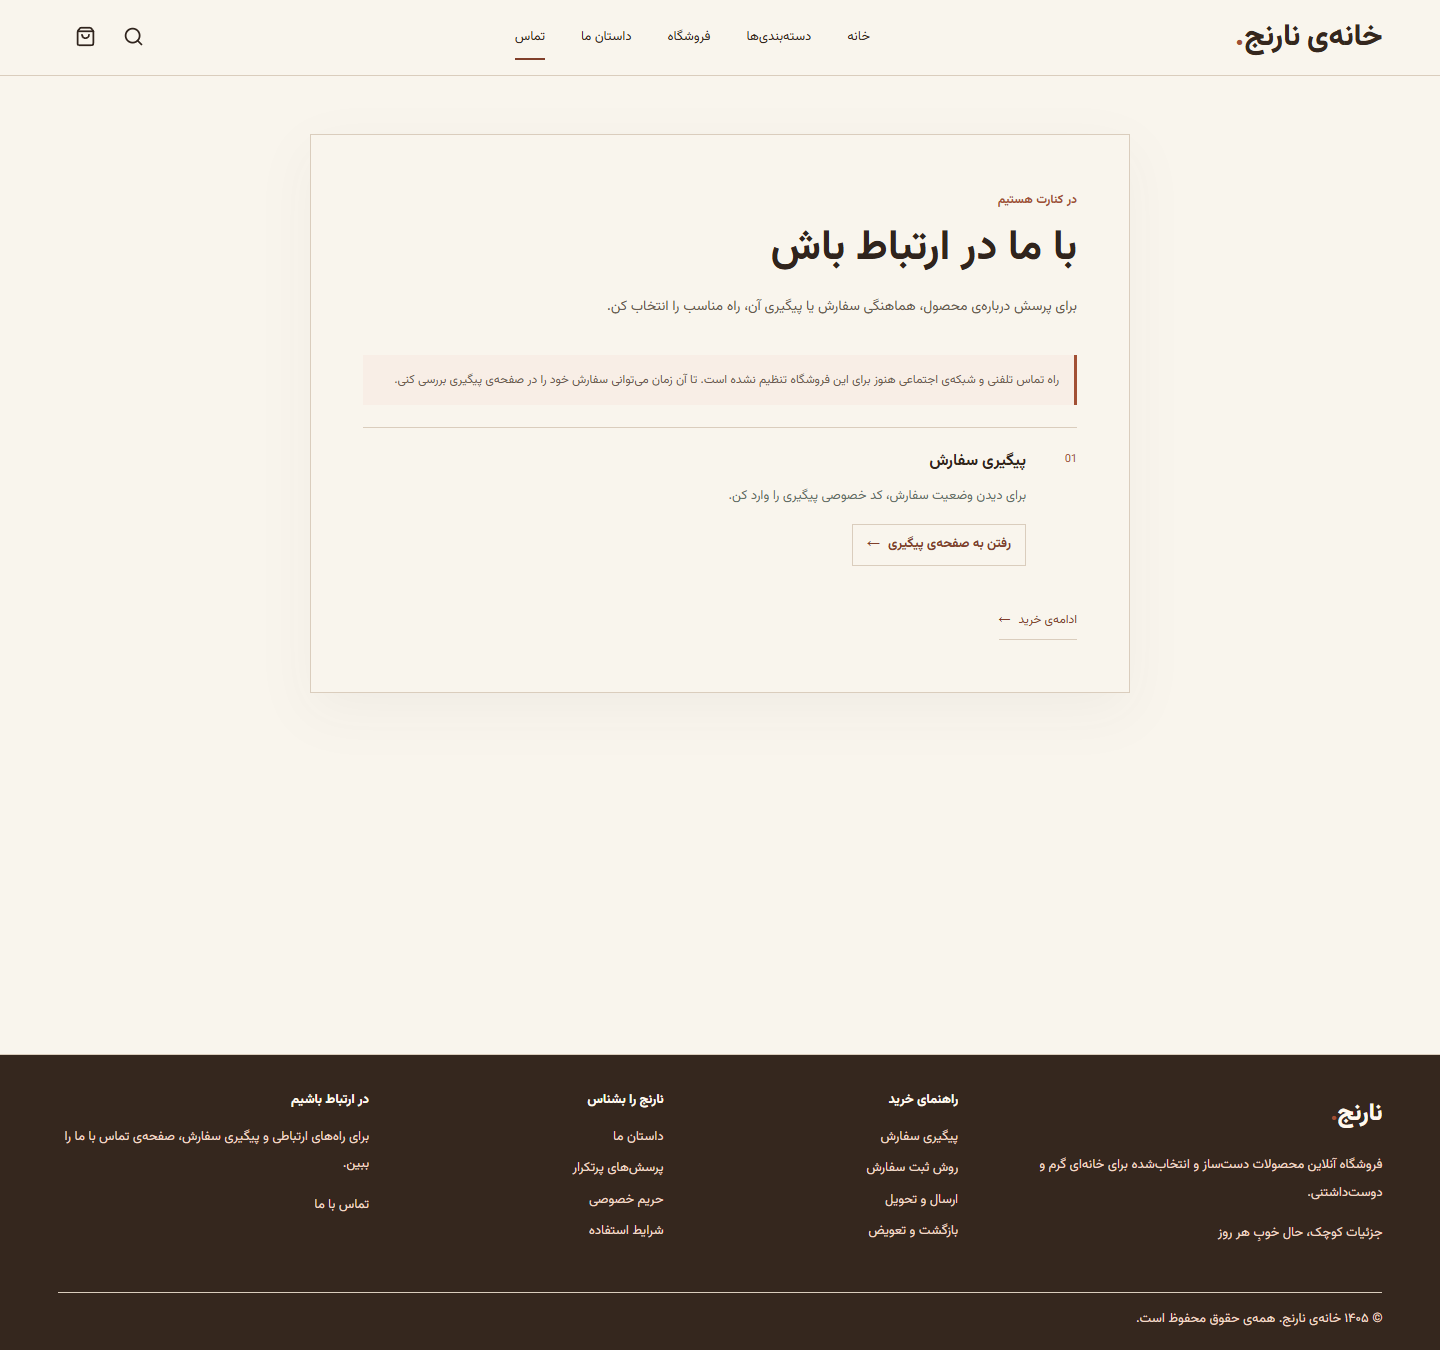 خانه‌ی نارنج.
خانه
دسته‌بندی‌ها
فروشگاه
داستان ما
تماس
در کنارت هستیم
با ما در ارتباط باش
برای پرسش درباره‌ی محصول، هماهنگی سفارش یا پیگیری آن، راه مناسب را انتخاب کن.
راه تماس تلفنی و شبکه‌ی اجتماعی هنوز برای این فروشگاه تنظیم نشده است. تا آن زمان می‌توانی سفارش خود را در صفحه‌ی پیگیری بررسی کنی.
01
پیگیری سفارش
برای دیدن وضعیت سفارش، کد خصوصی پیگیری را وارد کن.
رفتن به صفحه‌ی پیگیری ←
ادامه‌ی خرید ←
نارنج.
فروشگاه آنلاین محصولات دست‌ساز و انتخاب‌شده برای خانه‌ای گرم و
دوست‌داشتنی.
جزئیات کوچک، حال خوبِ هر روز
راهنمای خرید
پیگیری سفارش
روش ثبت سفارش
ارسال و تحویل
بازگشت و تعویض
نارنج را بشناس
داستان ما
پرسش‌های پرتکرار
حریم خصوصی
شرایط استفاده
در ارتباط باشیم
برای راه‌های ارتباطی و پیگیری سفارش، صفحه‌ی تماس با ما را
ببین.
تماس با ما
© ۱۴۰۵ خانه‌ی نارنج. همه‌ی حقوق محفوظ است.